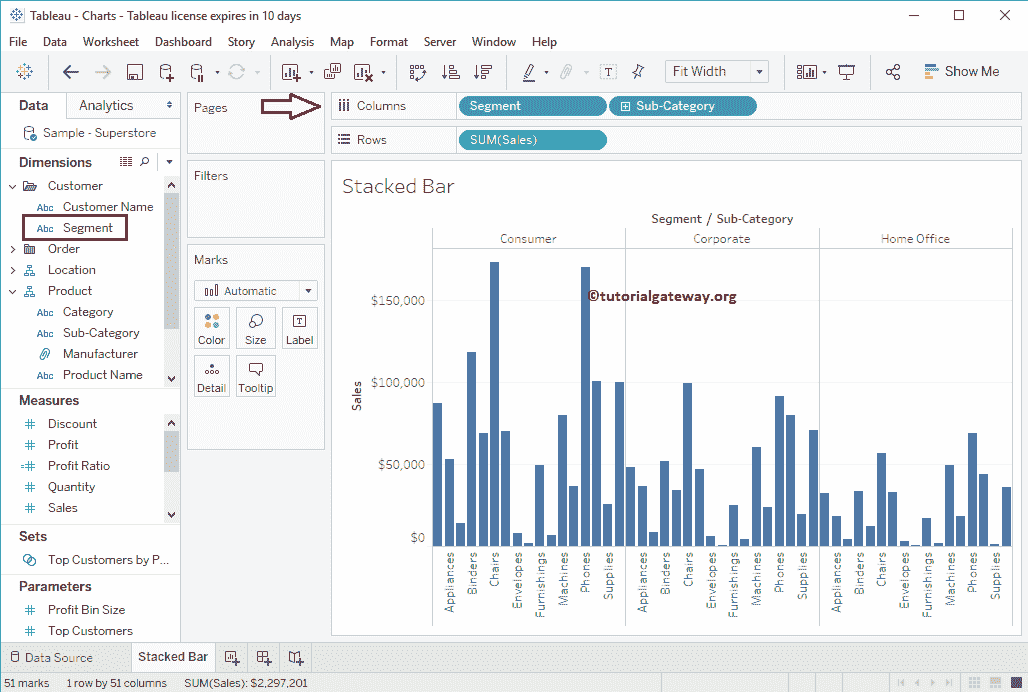 Tableau - Charts - Tableau license expires in 10 days
File Data Worksheet Dashboard Story Analysis Map Format Server Window Help
Fit Width
Show Me
Data Analytics
Sample - Superstore
Dimensions
Customer
Abc Customer Name
Abc Segment
Order
Location
Product
Abc Category
Abc Sub-Category
Manufacturer
Abc Product Name
Measures
Discount
Profit
Profit Ratio
Quantity
Sales
Sets
Top Customers by P...
Parameters
Profit Bin Size
Top Customers
Pages
Filters
Marks
Automatic
Color Size Label
Detail Tooltip
Columns Segment Sub-Category
Rows SUM(Sales)
Stacked Bar
Segment / Sub-Category
Consumer Corporate Home Office
©tutorialgateway.org
Sales
$150,000
$100,000
$50,000
$0
Appliances Binders Chairs Envelopes Furnishings Machines Phones Supplies Appliances Binders Chairs Envelopes Furnishings Machines Phones Supplies Appliances Binders Chairs Envelopes Furnishings Machines Phones Supplies
Data Source Stacked Bar
51 marks 1 row by 51 columns SUM(Sales): $2,297,201